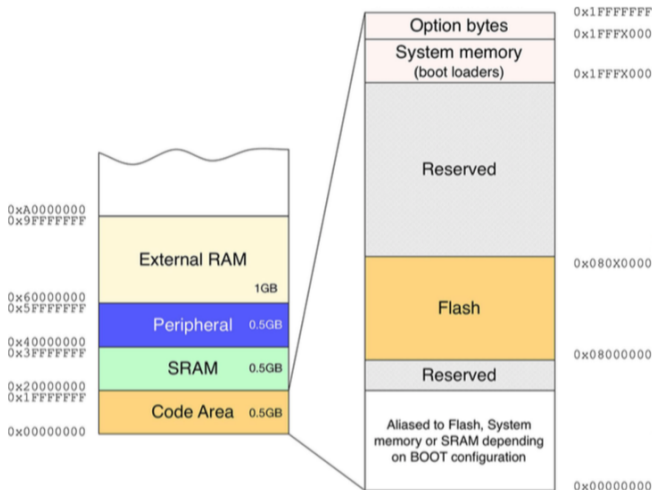 0xA0000000
0x9FFFFFFF
External RAM
1GB
0x60000000
0x5FFFFFFF
Peripheral 0.5GB
0x40000000
0x3FFFFFFF
SRAM 0.5GB
0x20000000
0x1FFFFFFF
Code Area 0.5GB
0x00000000
0x1FFFFFFF
Option bytes
0x1FFFX000
System memory
(boot loaders)
0x1FFFX000
Reserved
0x080X0000
Flash
0x08000000
Reserved
Aliased to Flash, System
memory or SRAM depending
on BOOT configuration
0x00000000